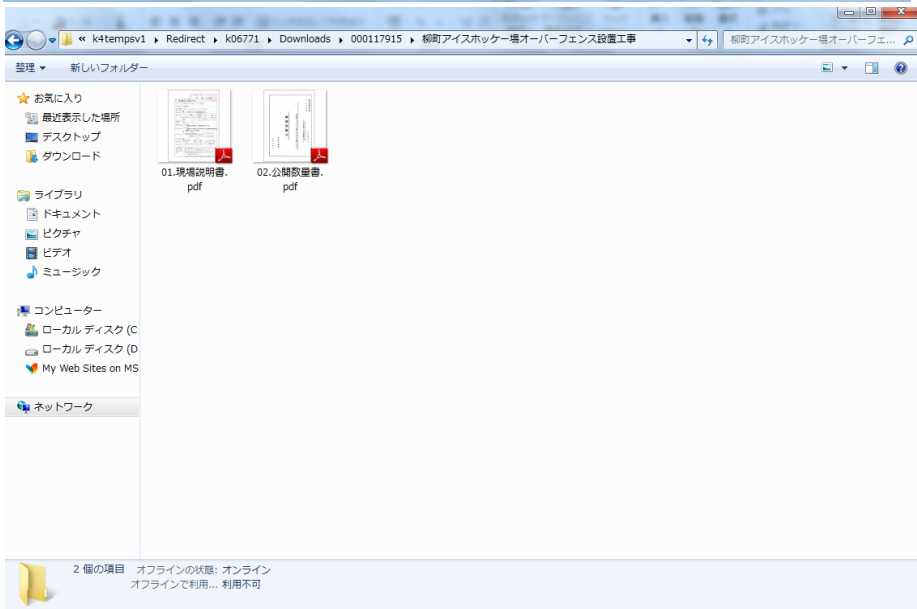 « k4tempsv1 ▸ Redirect ▸ k06771 ▸ Downloads ▸ 000117915 ▸ 柳町アイスホッケー場オーバーフェンス設置工事
柳町アイスホッケー場オーバーフェ...
整理
新しいフォルダー
お気に入り
最近表示した場所
デスクトップ
ダウンロード
ライブラリ
ドキュメント
ピクチャ
ビデオ
ミュージック
コンピューター
ローカル ディスク (C
ローカル ディスク (D
My Web Sites on MS
ネットワーク
01.現場説明書.
pdf
02.公開数量書.
pdf
2 個の項目 オフラインの状態: オンライン
オフラインで利用... 利用不可